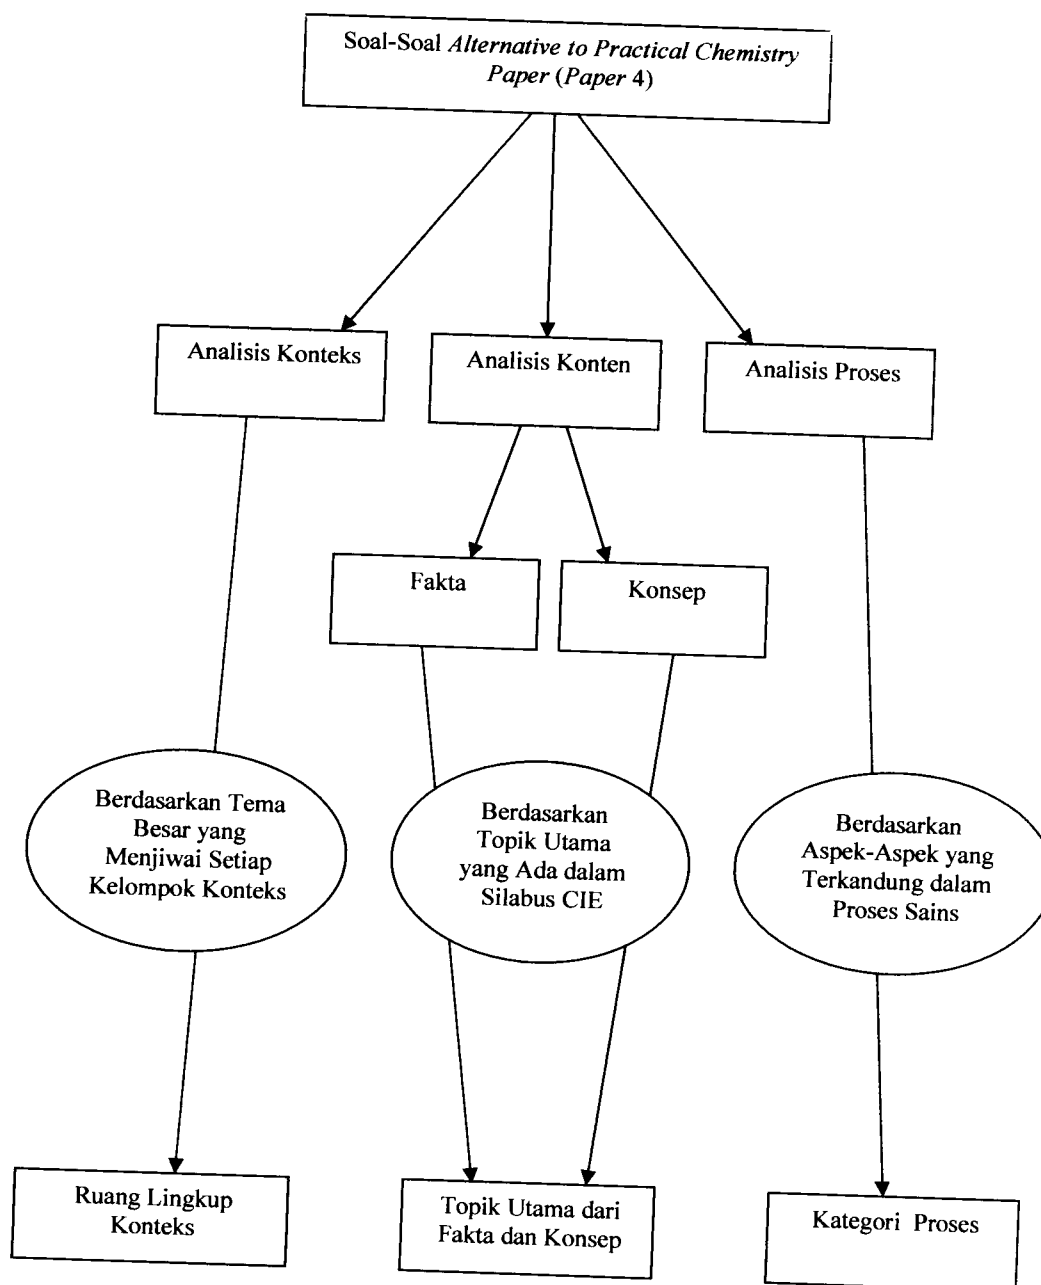 Soal-Soal Alternative to Practical Chemistry
Paper (Paper 4)
Analisis Konteks
Analisis Konten
Analisis Proses
Fakta
Konsep
Berdasarkan Tema
Besar yang
Menjiwai Setiap
Kelompok Konteks
Berdasarkan
Topik Utama
yang Ada dalam
Silabus CIE
Berdasarkan
Aspek-Aspek yang
Terkandung dalam
Proses Sains
Ruang Lingkup
Konteks
Topik Utama dari
Fakta dan Konsep
Kategori Proses